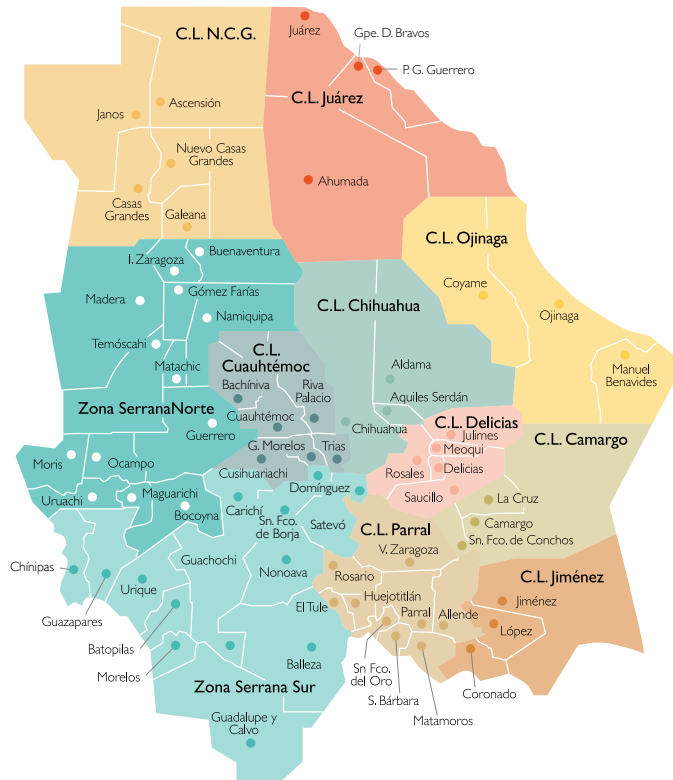 C.L. N.C.G.
Juárez
Gpe. D. Bravos
P. G. Guerrero
C.L. Juárez
Ascensión
Janos
Nuevo Casas
Grandes
Ahumada
Casas
Grandes
Galeana
C.L. Ojinaga
Buenaventura
I. Zaragoza
Coyame
Gómez Farías
Madera
C.L. Chihuahua
Ojinaga
Namiquipa
Temóscahi
C.L.
Cuauhtémoc
Matachic
Aldama
Manuel
Benavides
Bachíniva
Riva
Palacio
Aquiles Serdán
Zona SerranaNorte
Cuauhtémoc
Chihuahua
C.L. Delicias
Guerrero
Julimes
C.L. Camargo
G. Morelos
Trias
Meoqui
Moris
Ocampo
Cusihuariachi
Rosales
Delicias
Domínguez
Uruachi
Maguarichi
Carichí
Saucillo
La Cruz
Bocoyna
Sn. Fco.
de Borja
Satevó
C.L. Parral
Camargo
Sn. Fco. de Conchos
V. Zaragoza
Guachochi
Chínipas
Nonoava
Rosario
C.L. Jiménez
Urique
Huejotitlán
Jiménez
Guazapares
El Tule
Parral
Allende
López
Batopilas
Morelos
Balleza
Sn Fco.
del Oro
Coronado
Zona Serrana Sur
S. Bárbara
Matamoros
Guadalupe y
Calvo